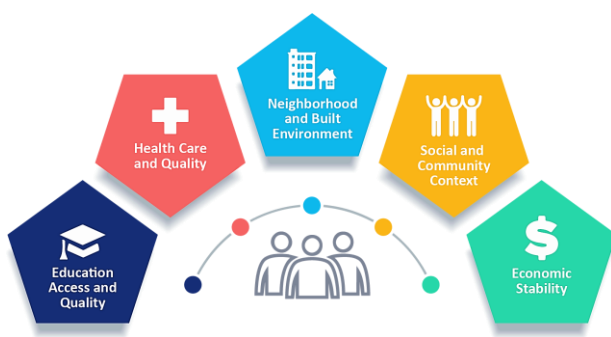 Neighborhood
and Built
Environment
Health Care
and Quality
Social and
Community
Context
Education
Access and
Quality
$
Economic
Stability